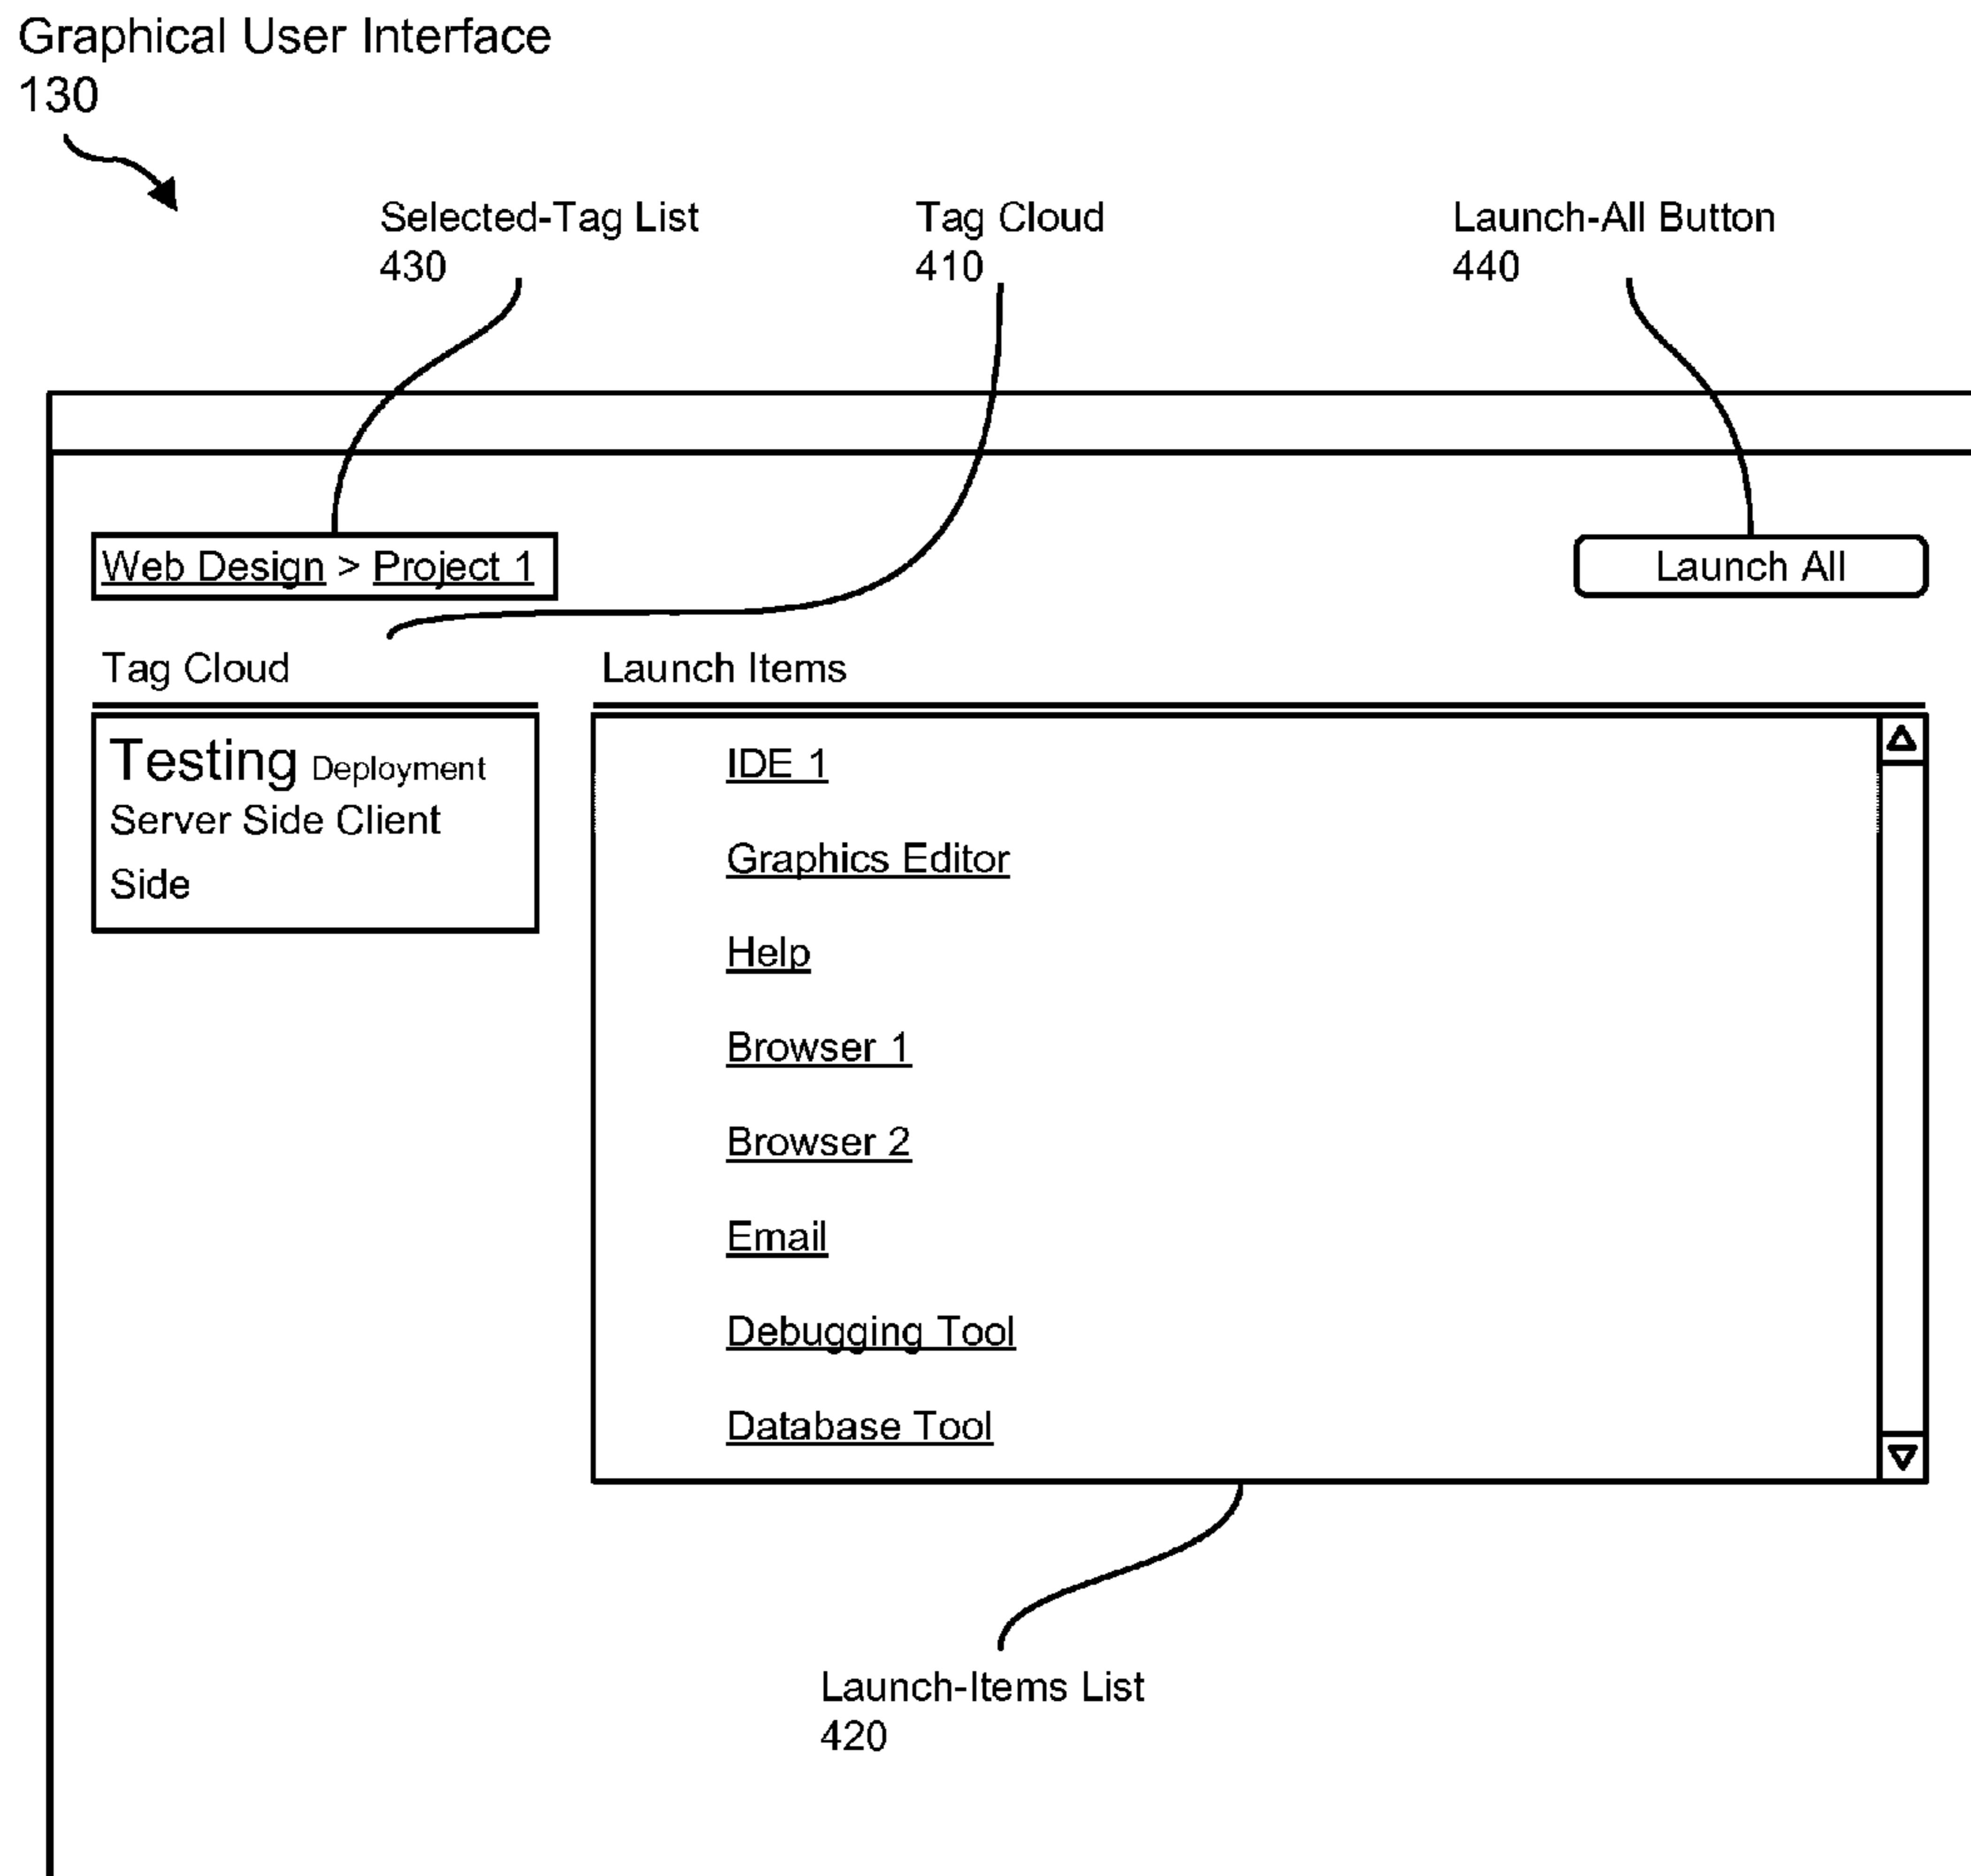 Graphical User Interface
130
Selected-Tag List
430
Tag Cloud
410
Launch-All Button
440
Web Design > Project 1
Launch All
Tag Cloud
Launch Items
Testing Deployment
Server Side Client
Side
IDE 1
Graphics Editor
Help
Browser 1
Browser 2
Email
Debugging Tool
Database Tool
Launch-Items List
420